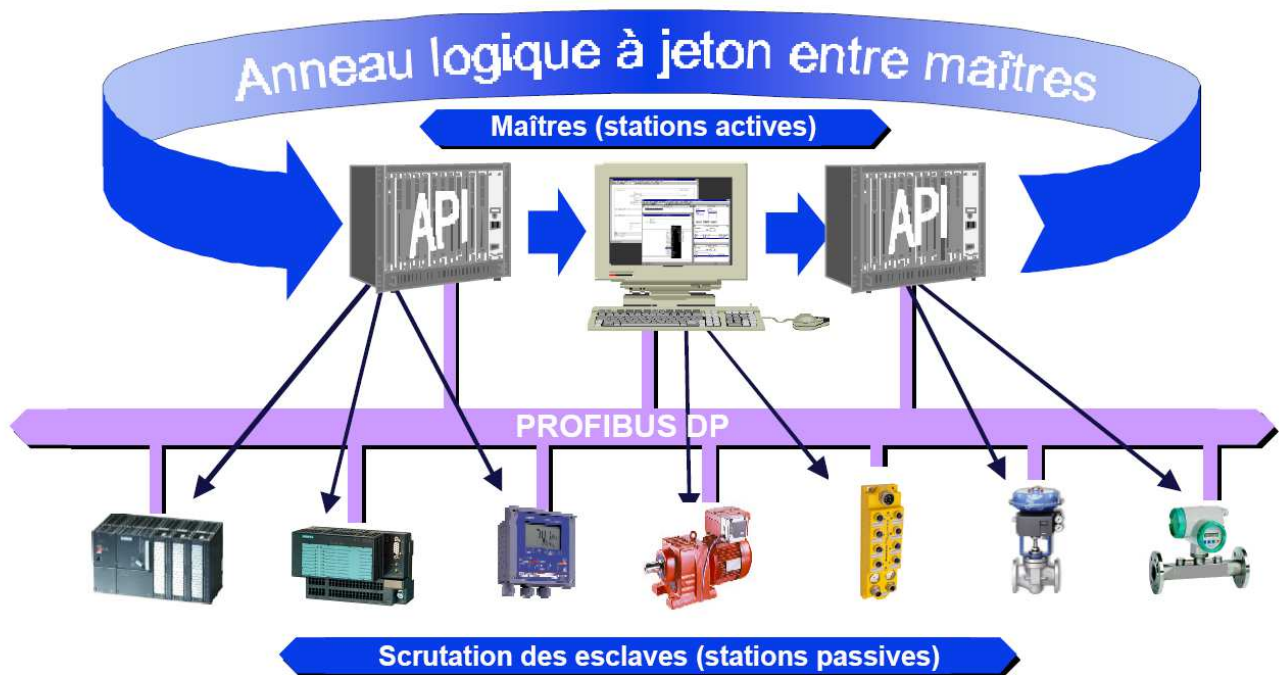 Anneau logique à jeton entre maîtres
Maîtres (stations actives)
API
API
PROFIBUS DP
Scrutation des esclaves (stations passives)